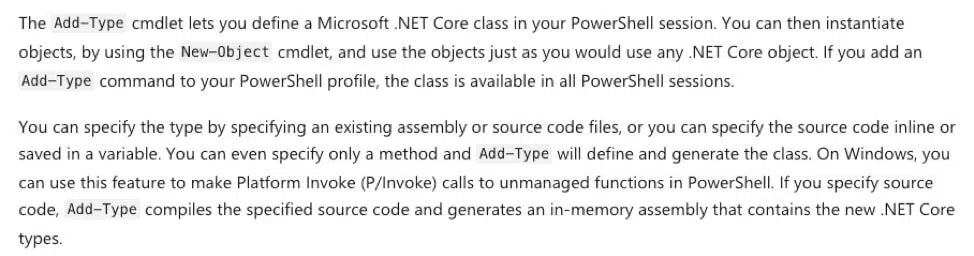 The Add-Type cmdlet lets you define a Microsoft .NET Core class in your PowerShell session. You can then instantiate
objects, by using the New-Object cmdlet, and use the objects just as you would use any .NET Core object. If you add an
Add-Type command to your PowerShell profile, the class is available in all PowerShell sessions.
You can specify the type by specifying an existing assembly or source code files, or you can specify the source code inline or
saved in a variable. You can even specify only a method and Add-Type will define and generate the class. On Windows, you
can use this feature to make Platform Invoke (P/Invoke) calls to unmanaged functions in PowerShell. If you specify source
code, Add-Type compiles the specified source code and generates an in-memory assembly that contains the new .NET Core
types.